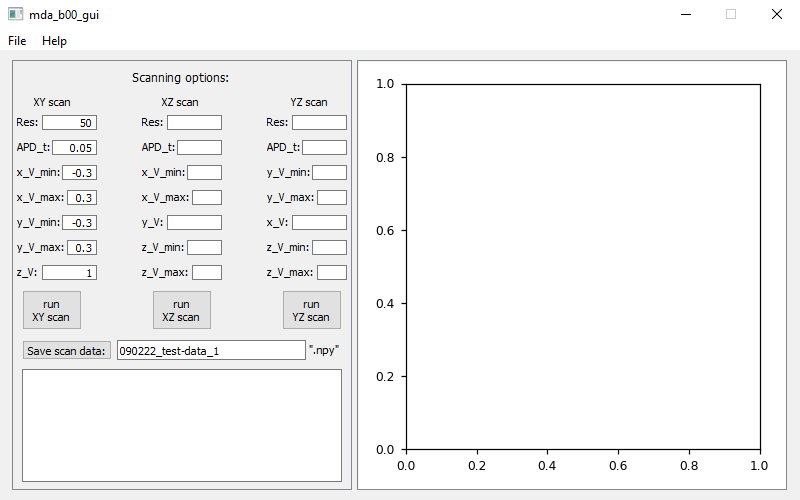 mda_b00_gui
File Help
Scanning options:
XY scan XZ scan YZ scan
Res: 50 Res: Res:
APD_t: 0.05 APD_t: APD_t:
x_V_min: -0.3 x_V_min: y_V_min:
x_V_max: 0.3 x_V_max: y_V_max:
y_V_min: -0.3 y_V: x_V:
y_V_max: 0.3 z_V_min: z_V_min:
z_V: 1 z_V_max: z_V_max:
run run run
XY scan XZ scan YZ scan
Save scan data: 090222_test-data_1 ".npy"
1.0
0.8
0.6
0.4
0.2
0.0
0.0 0.2 0.4 0.6 0.8 1.0